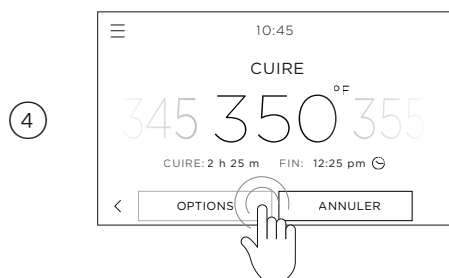 10:45
CUIRE
4
345 350°F 355
CUIRE: 2 h 25 m FIN: 12:25 pm
OPTIONS ANNULER